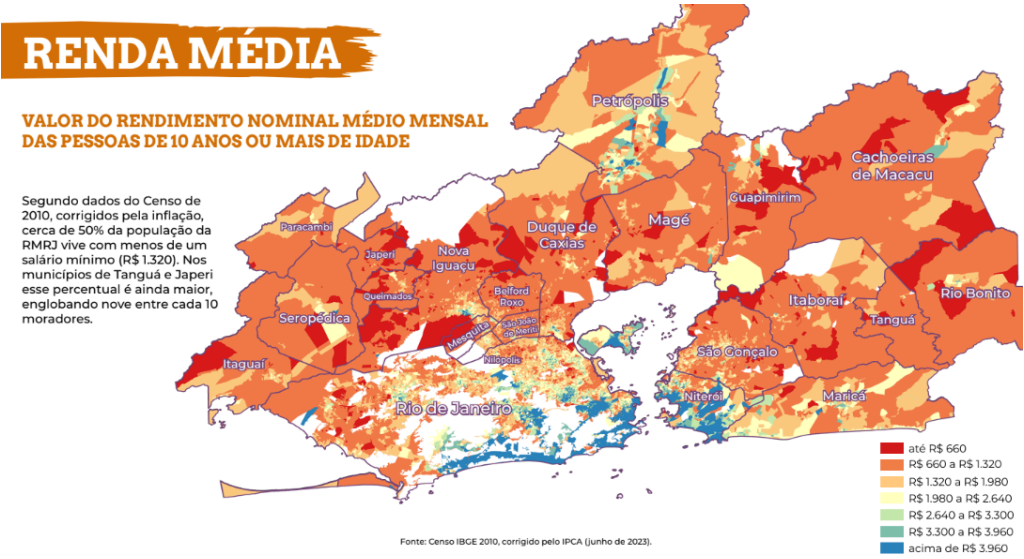 RENDA MÉDIA
VALOR DO RENDIMENTO NOMINAL MÉDIO MENSAL
DAS PESSOAS DE 10 ANOS OU MAIS DE IDADE
Segundo dados do Censo de
2010, corrigidos pela inflação,
cerca de 50% da população da
RMRJ vive com menos de um
salário mínimo (R$ 1.320). Nos
municípios de Tanguá e Japeri
esse percentual é ainda maior,
englobando nove entre cada 10
moradores.
Petrópolis
Cachoeiras
de Macacu
Guapimirim
Magé
Duque de
Caxias
Paracambi
Japeri
Nova
Iguaçu
Queimados
Belford
Roxo
Seropédica
Mesquita
São João
de Meriti
Nilópolis
Itaguaí
Rio de Janeiro
Itaboraí
Rio Bonito
Tanguá
São Gonçalo
Niterói
Maricá
até R$ 660
R$ 660 a R$ 1.320
R$ 1.320 a R$ 1.980
R$ 1.980 a R$ 2.640
R$ 2.640 a R$ 3.300
R$ 3.300 a R$ 3.960
acima de R$ 3.960
Fonte: Censo IBGE 2010, corrigido pelo IPCA (junho de 2023).